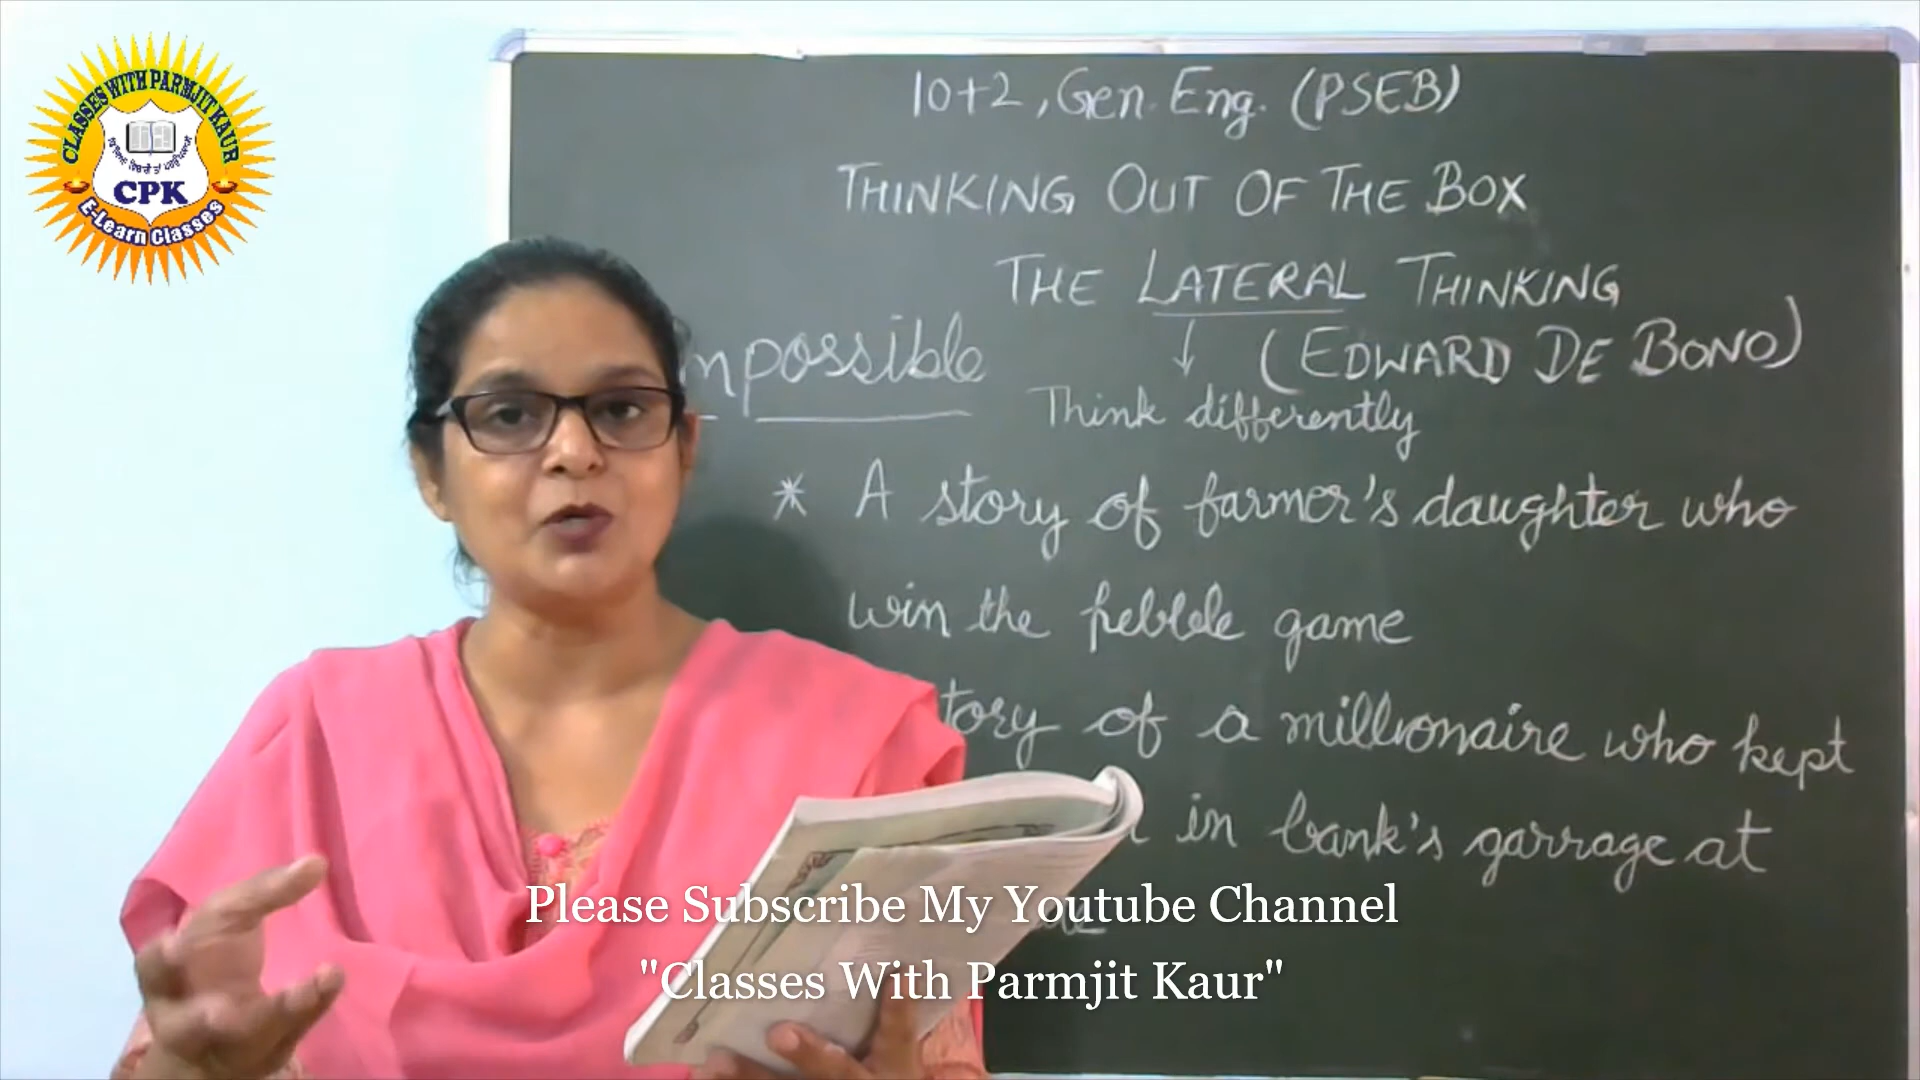 CLASSES WITH PARMJIT KAUR
CPK
E-Learn Classes
10+2, Gen. Eng. (PSEB)
THINKING OUT OF THE BOX
THE LATERAL THINKING
mpossible
(EDWARD DE BONO)
Think differently
* A story of farmer's daughter who
win the pebble game
tory of a millionaire who kept
in bank's garrage at
Please Subscribe My Youtube Channel
"Classes With Parmjit Kaur"